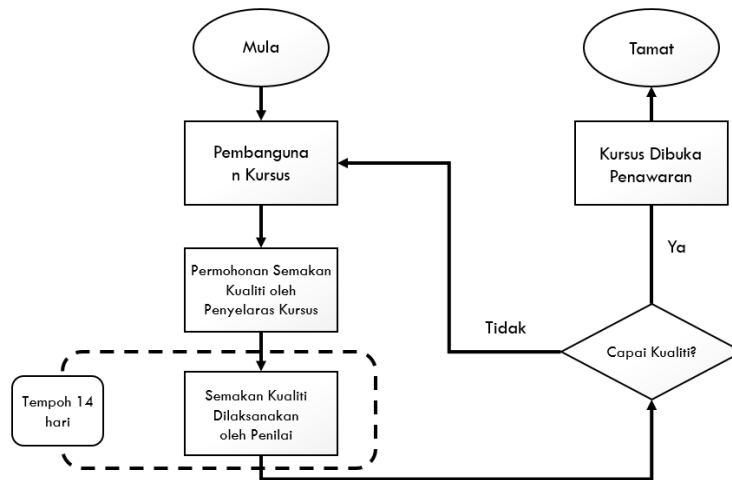 Mula
Pembanguna
n Kursus
Permohonan Semakan
Kualiti oleh
Penyelaras Kursus
Tempoh 14
hari
Semakan Kualiti
Dilaksanakan
oleh Penilai
Tidak
Capai Kualiti?
Ya
Kursus Dibuka
Penawaran
Tamat